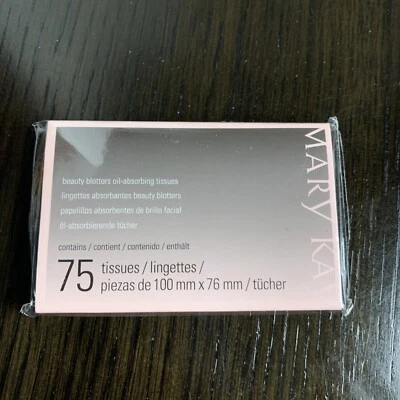 beauty blotters oil-absorbing tissues
lingettes absorbantes beauty blotters
papelillos absorbentes de brillo facial
öl-absorbierende tücher
contains / contient / contenido / enthält
75 tissues / lingettes /
piezas de 100 mm x 76 mm / tücher
MARY KAY